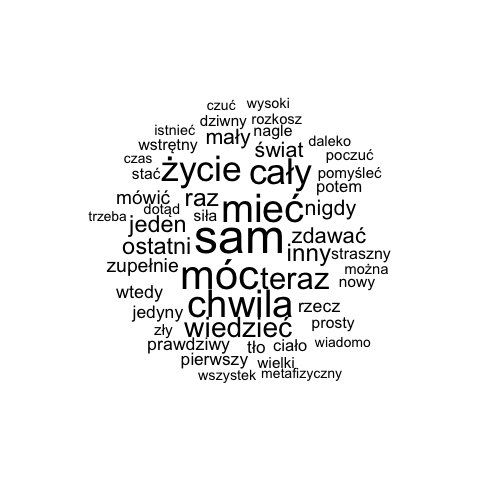 czuć wysoki
dziwny rozkosz
istnieć mały nagle
wstrętny świat daleko
czas życie cały poczuć
stać pomyśleć
mówić raz potem
dotąd siła mieć nigdy
trzeba jeden
sam zdawać
ostatni inny straszny
zupełnie móc teraz można
wtedy nowy
jedyny chwila rzecz
zły wiedzieć prosty
prawdziwy tło ciało wiadomo
pierwszy wielki
wszystek metafizyczny